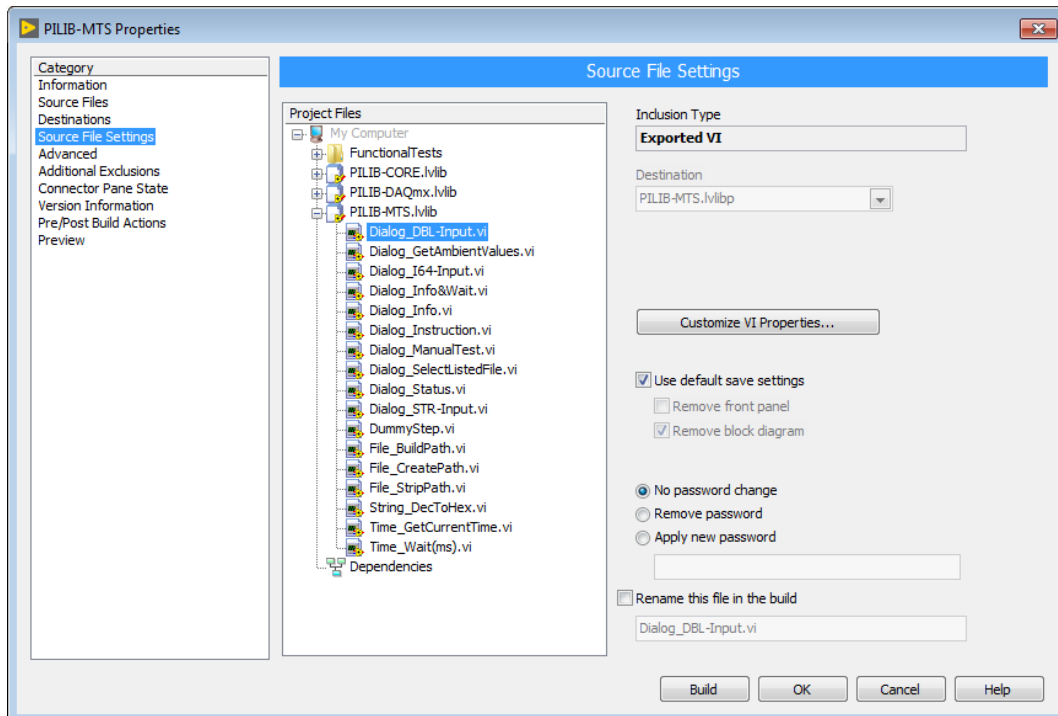 PILIB-MTS Properties
Category
Information
Source Files
Destinations
Source File Settings
Advanced
Additional Exclusions
Connector Pane State
Version Information
Pre/Post Build Actions
Preview
Source File Settings
Project Files
My Computer
FunctionalTests
PILIB-CORE.lvlib
PILIB-DAQmx.lvlib
PILIB-MTS.lvlib
Dialog_DBL-Input.vi
Dialog_GetAmbientValues.vi
Dialog_I64-Input.vi
Dialog_Info&Wait.vi
Dialog_Info.vi
Dialog_Instruction.vi
Dialog_ManualTest.vi
Dialog_SelectListedFile.vi
Dialog_Status.vi
Dialog_STR-Input.vi
DummyStep.vi
File_BuildPath.vi
File_CreatePath.vi
File_StripPath.vi
String_DecToHex.vi
Time_GetCurrentTime.vi
Time_Wait(ms).vi
Dependencies
Inclusion Type
Exported VI
Destination
PILIB-MTS.lvlibp
Customize VI Properties...
Use default save settings
Remove front panel
Remove block diagram
No password change
Remove password
Apply new password
Rename this file in the build
Dialog_DBL-Input.vi
Build OK Cancel Help